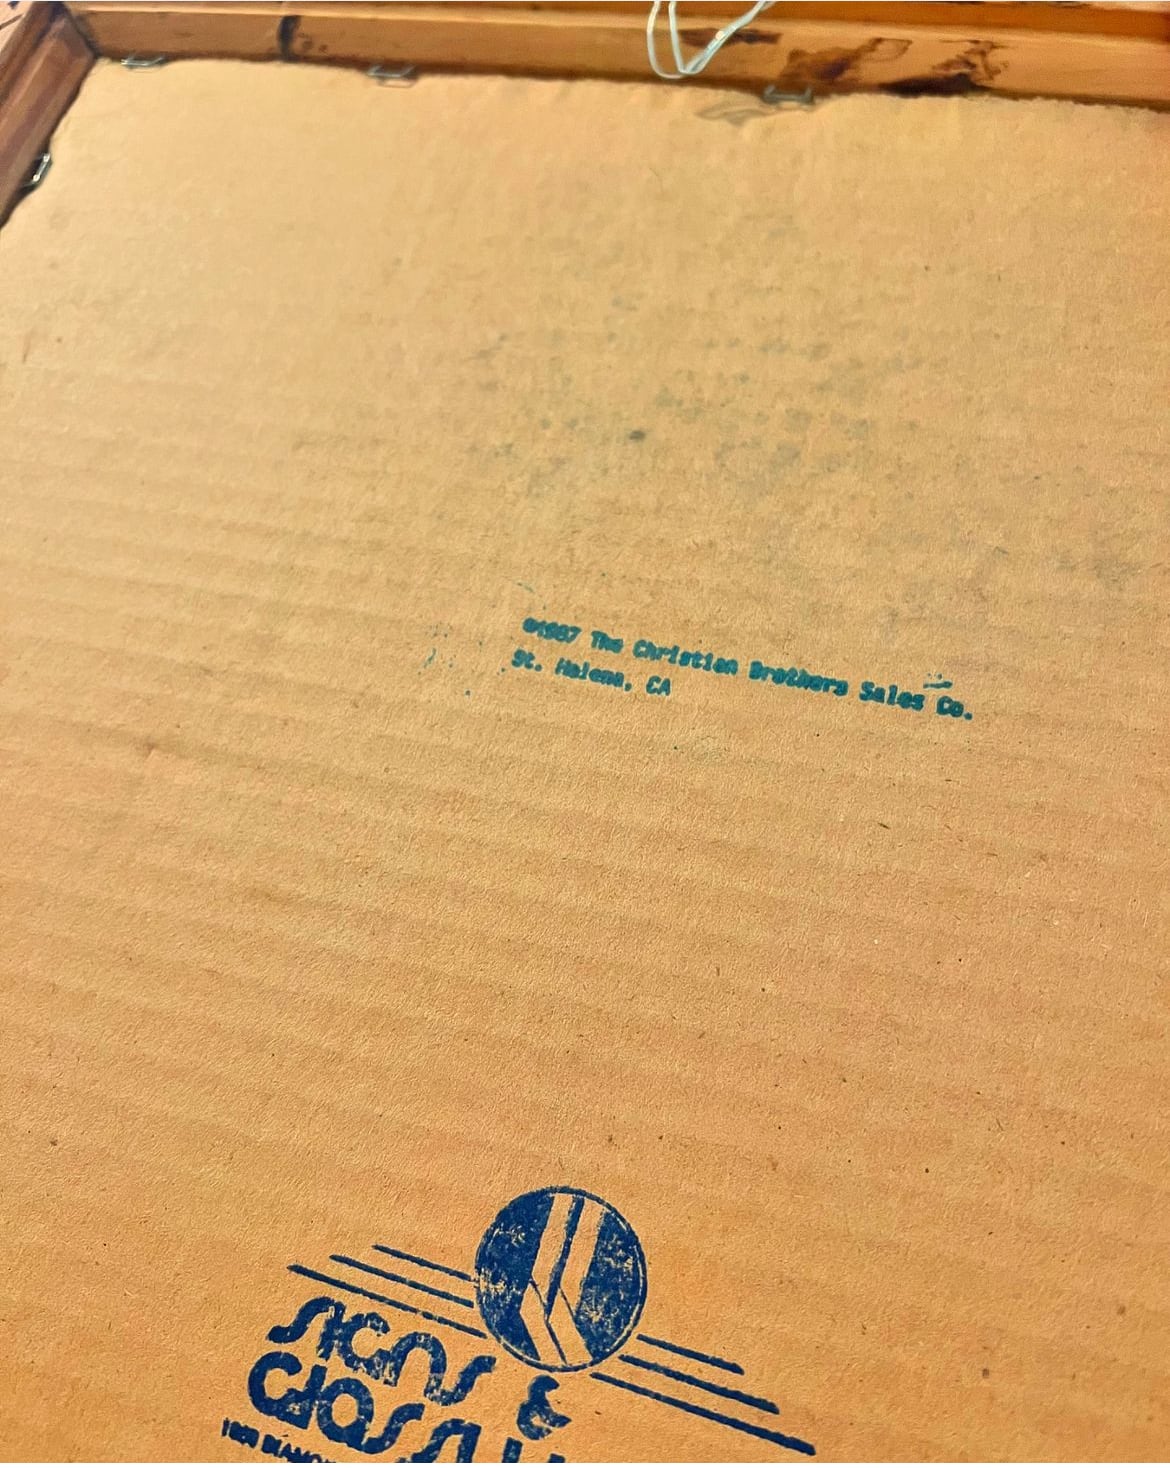 ©1987 The Christian Brothers Sales Co.
St. Helena, CA
SIGNS &